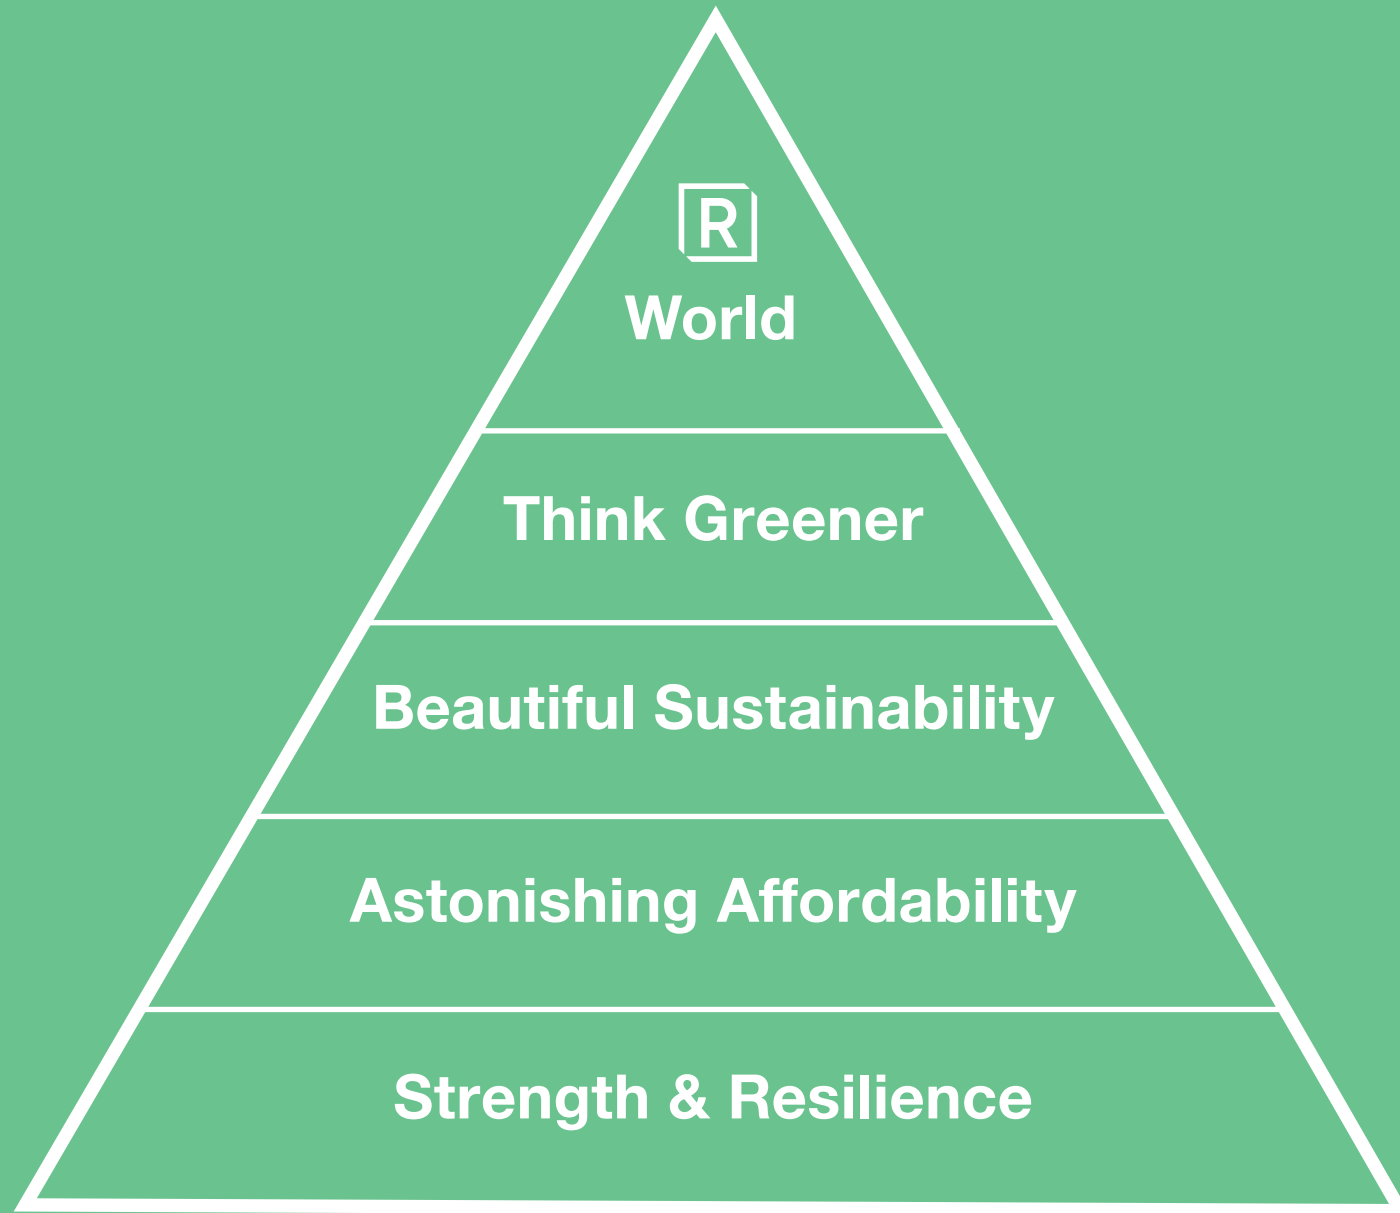 R
World
Think Greener
Beautiful Sustainability
Astonishing Affordability
Strength & Resilience